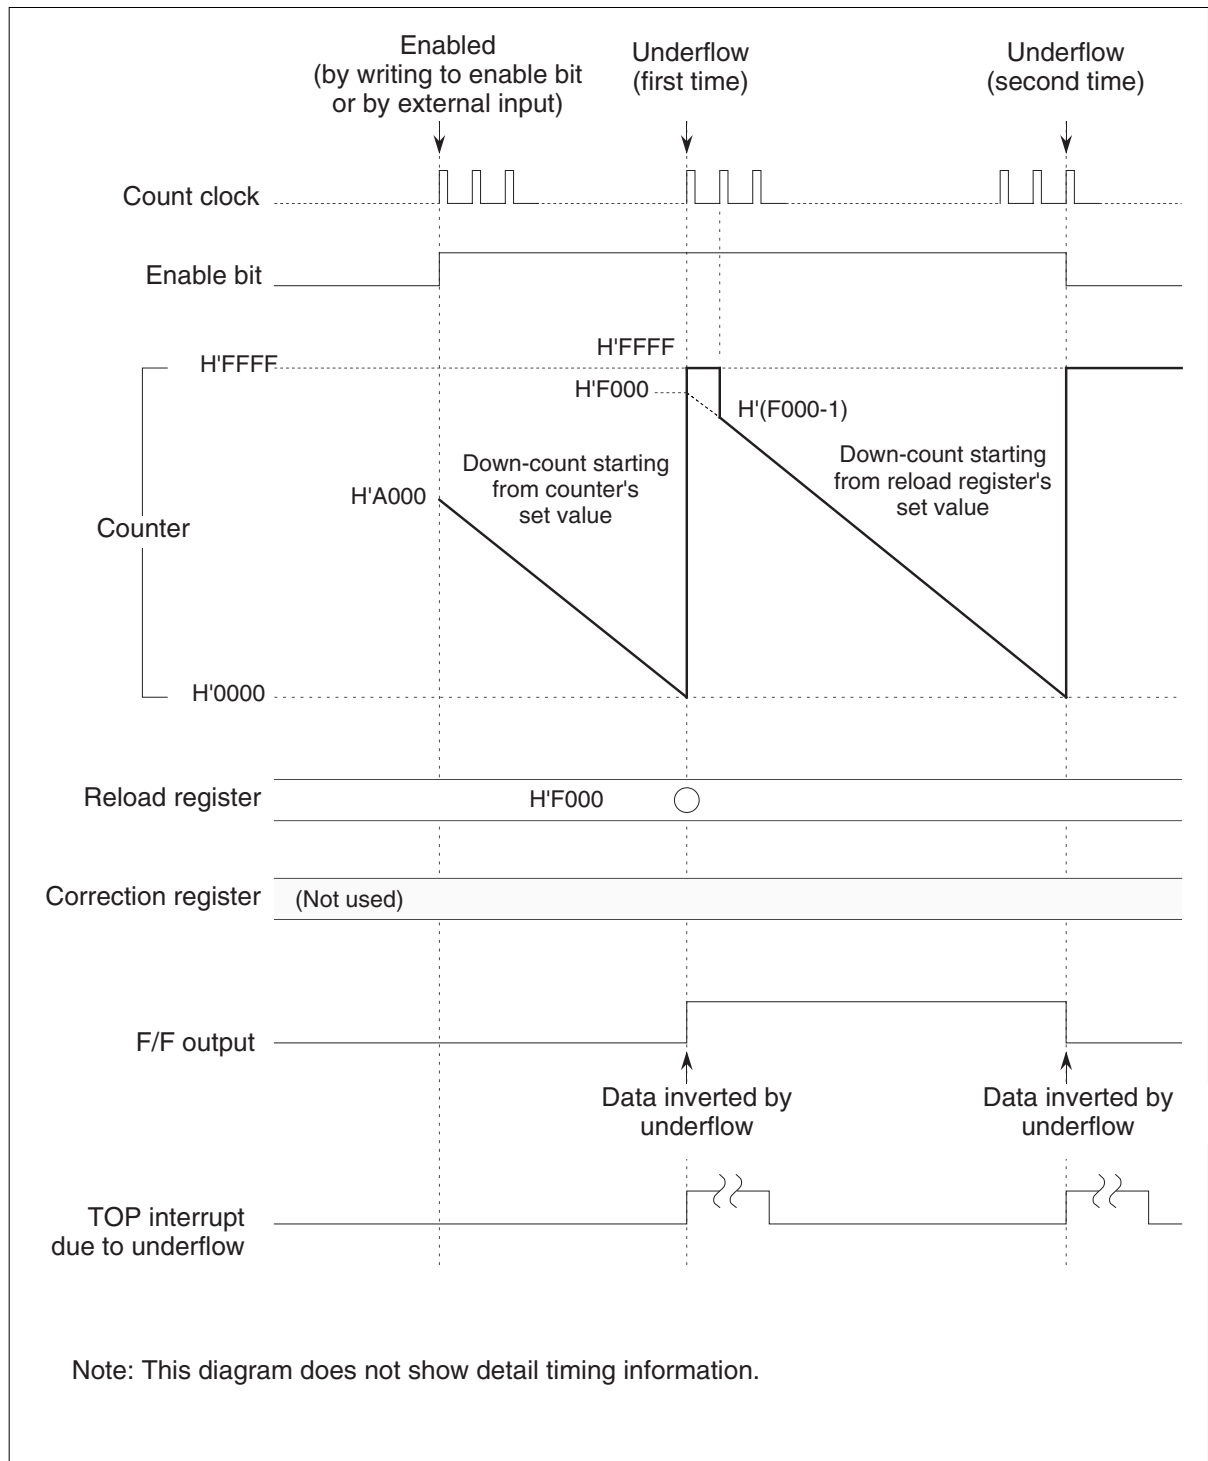 Enabled
(by writing to enable bit
or by external input)
Underflow
(first time)
Underflow
(second time)
Count clock
Enable bit
H'FFFF
H'FFFF
H'F000
H'(F000-1)
Down-count starting
from counter's
set value
Down-count starting
from reload register's
set value
H'A000
Counter
H'0000
Reload register
H'F000
Correction register
(Not used)
F/F output
Data inverted by
underflow
Data inverted by
underflow
TOP interrupt
due to underflow
Note: This diagram does not show detail timing information.